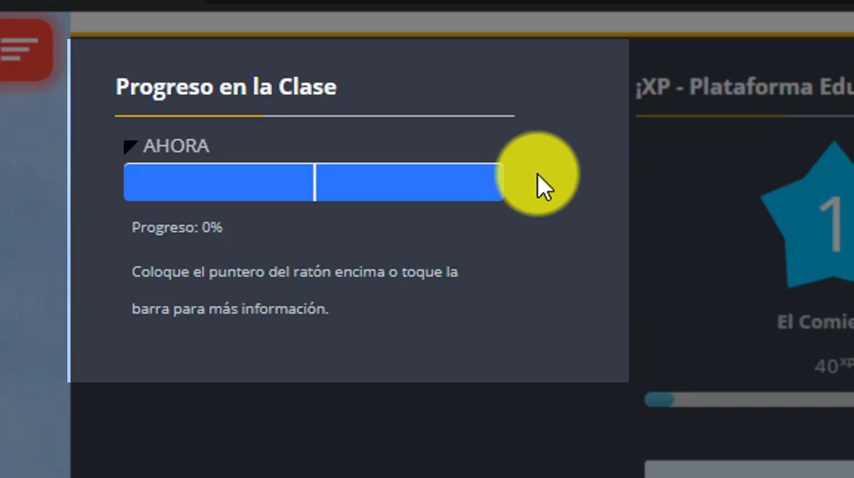 Progreso en la Clase
AHORA
Progreso: 0%
Coloque el puntero del ratón encima o toque la
barra para más información.
¡XP - Plataforma Edu
1
El Comie
40xp